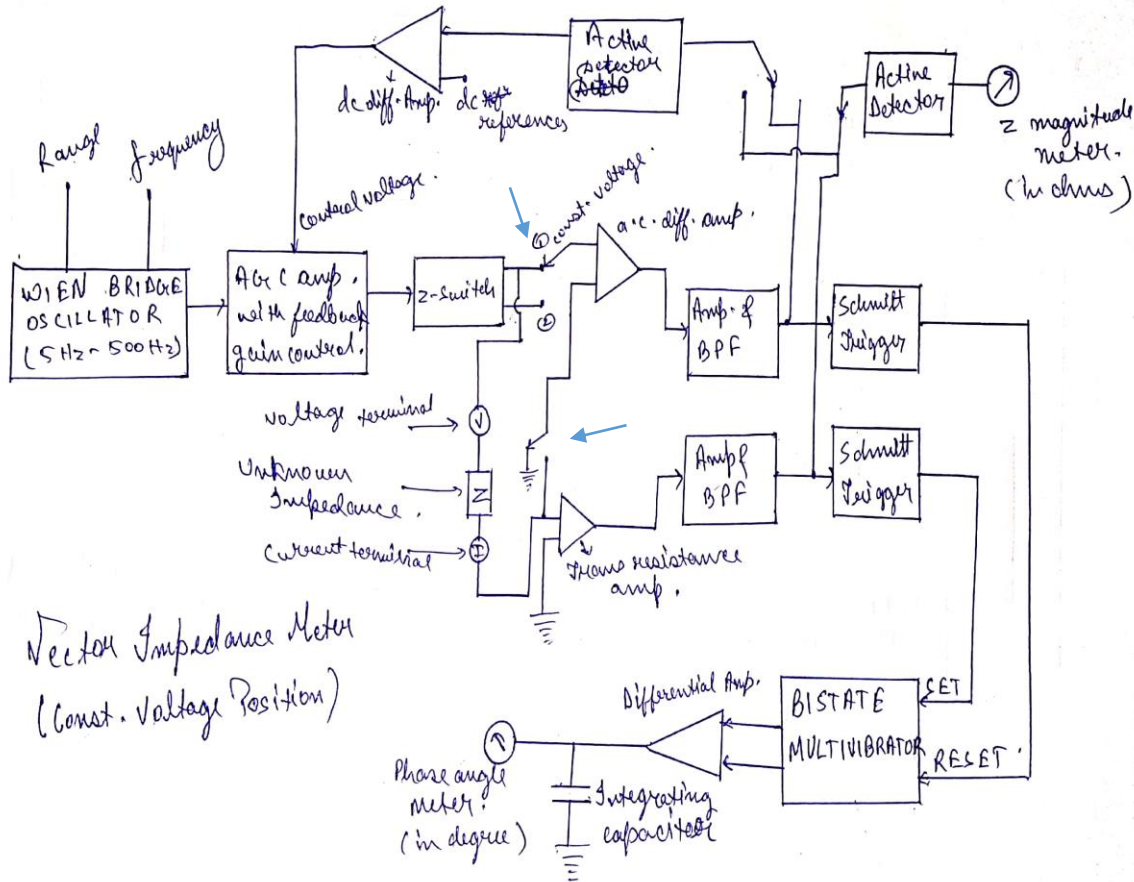 Active
Detector
dc diff. Amp.
dc
references
Active
Detector
Z magnitude
meter.
(in ohms)
Range
frequency
control voltage.
① const. voltage.
a.c. diff. amp.
WIEN BRIDGE
OSCILLATOR
(5Hz - 500Hz)
AGC amp.
with feedback
gain control.
Z-Switch
②
Amp. &
BPF
Schmitt
Trigger
Voltage terminal
V
Unknown
Impedance.
Z
Current terminal
I
Amp &
BPF
Schmitt
Trigger
Trans resistance
amp.
Vector Impedance Meter
(Const. Voltage Position)
Differential Amp.
BISTATE
MULTIVIBRATOR
SET
RESET
Phase angle
meter.
(in degree)
Integrating
capacitor